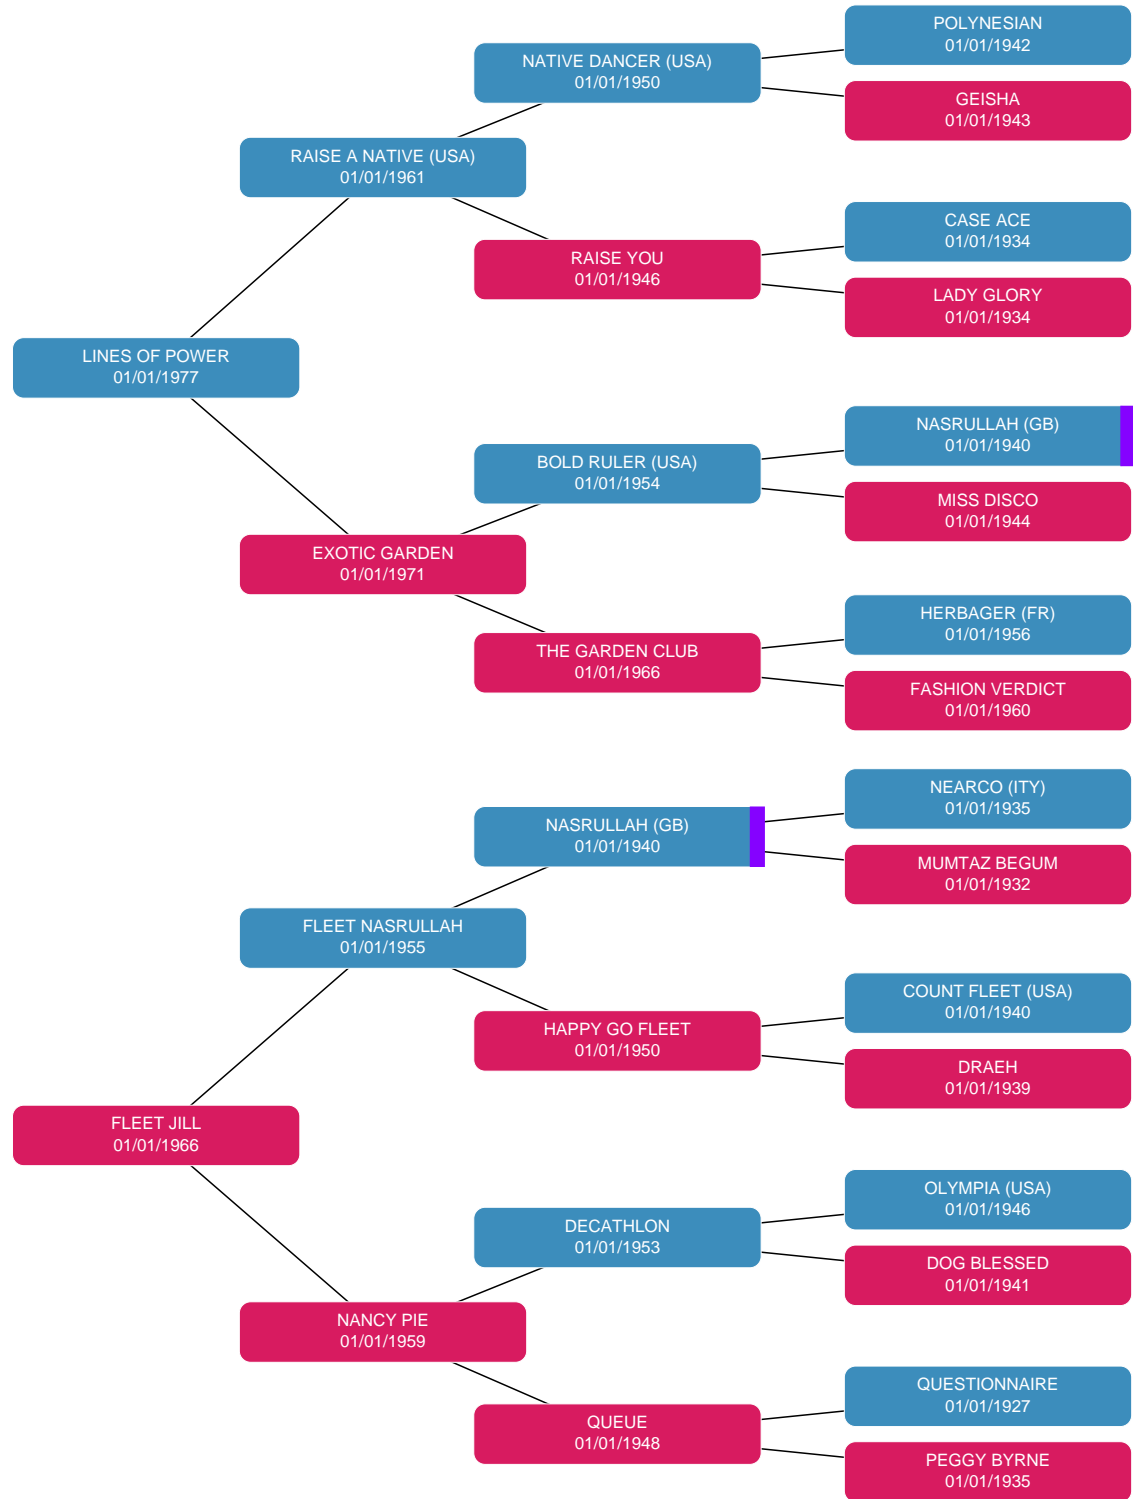 POLYNESIAN
01/01/1942
NATIVE DANCER (USA)
01/01/1950
GEISHA
01/01/1943
RAISE A NATIVE (USA)
01/01/1961
CASE ACE
01/01/1934
RAISE YOU
01/01/1946
LADY GLORY
01/01/1934
LINES OF POWER
01/01/1977
NASRULLAH (GB)
01/01/1940
BOLD RULER (USA)
01/01/1954
MISS DISCO
01/01/1944
EXOTIC GARDEN
01/01/1971
HERBAGER (FR)
01/01/1956
THE GARDEN CLUB
01/01/1966
FASHION VERDICT
01/01/1960
NEARCO (ITY)
01/01/1935
NASRULLAH (GB)
01/01/1940
MUMTAZ BEGUM
01/01/1932
FLEET NASRULLAH
01/01/1955
COUNT FLEET (USA)
01/01/1940
HAPPY GO FLEET
01/01/1950
DRAEH
01/01/1939
FLEET JILL
01/01/1966
OLYMPIA (USA)
01/01/1946
DECATHLON
01/01/1953
DOG BLESSED
01/01/1941
NANCY PIE
01/01/1959
QUESTIONNAIRE
01/01/1927
QUEUE
01/01/1948
PEGGY BYRNE
01/01/1935